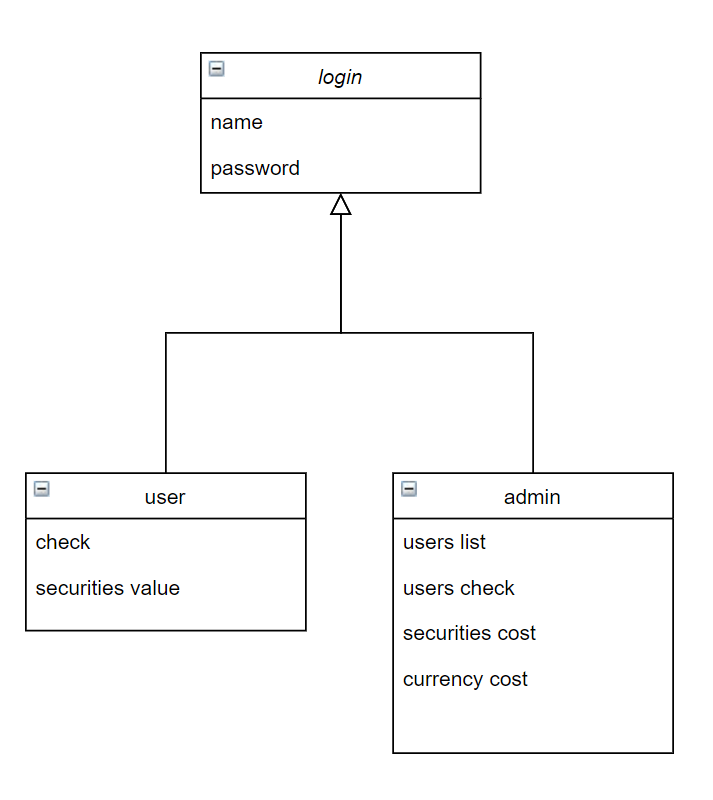 login
name
password
user
check
securities value
admin
users list
users check
securities cost
currency cost